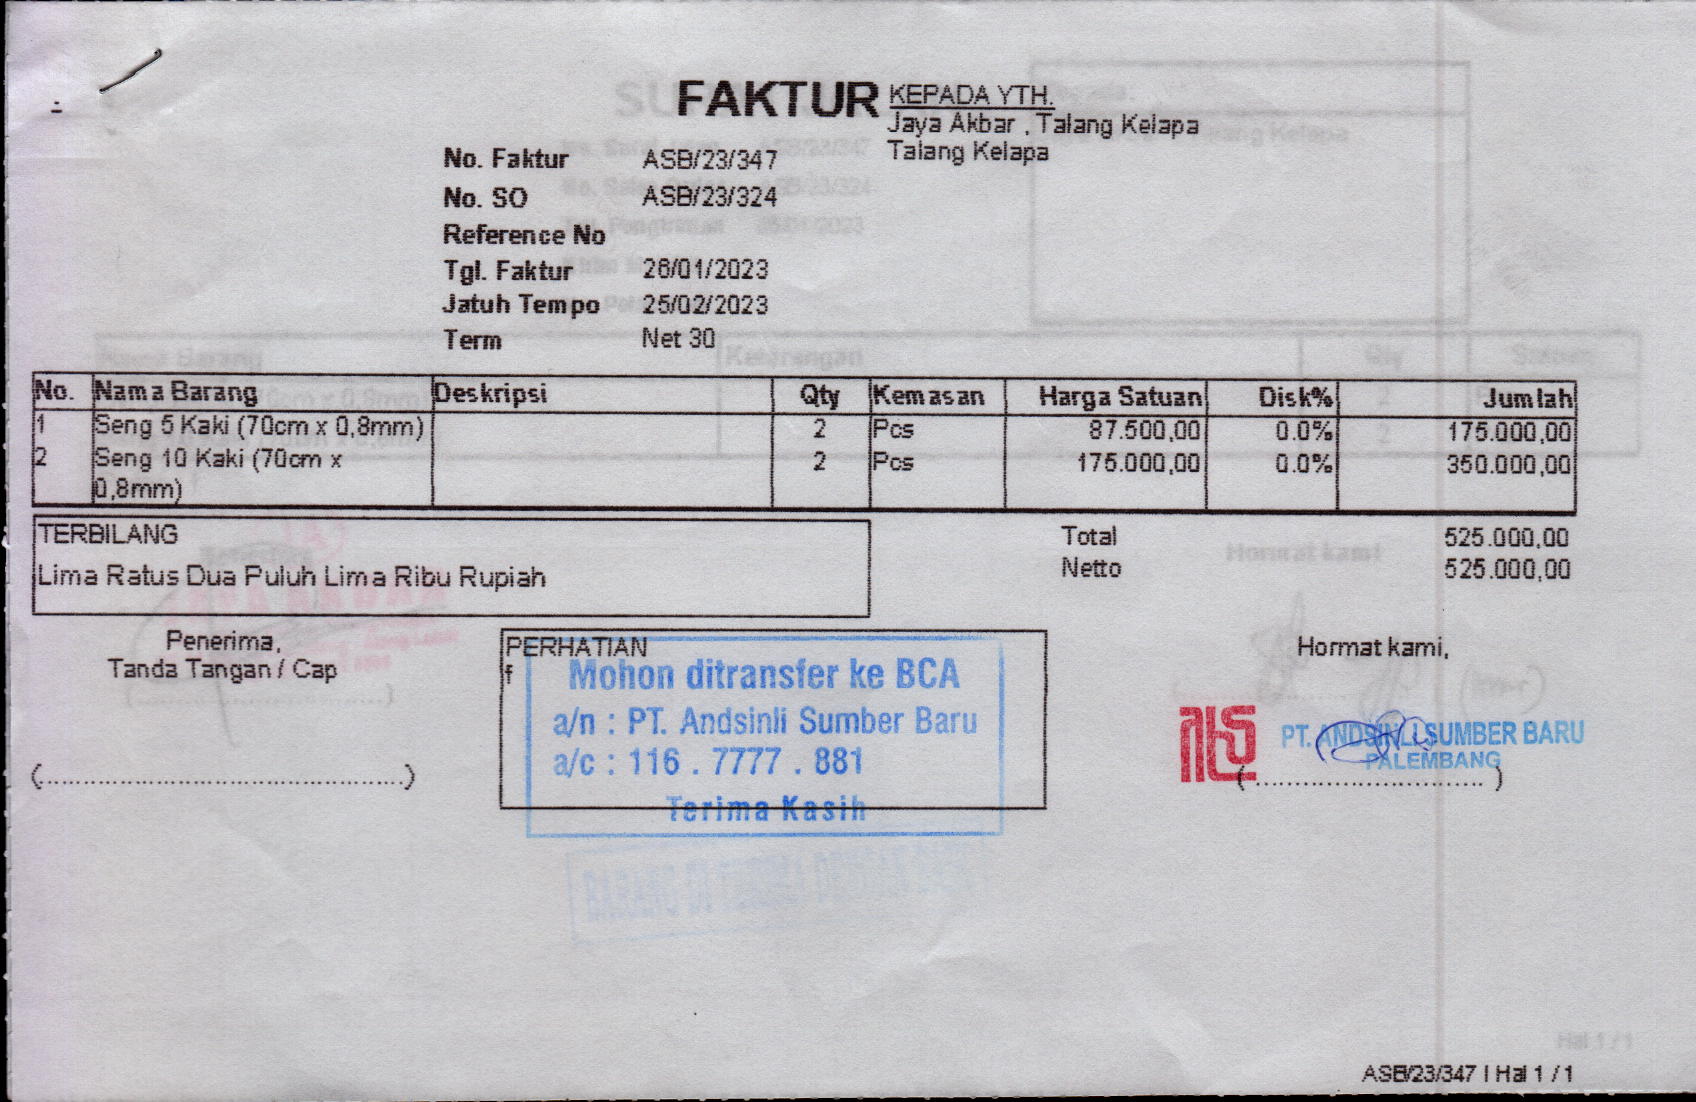 FAKTUR
KEPADA YTH.
Jaya Akbar , Talang Kelapa
Talang Kelapa
No. Faktur ASB/23/347
No. SO ASB/23/324
Reference No
Tgl. Faktur 26/01/2023
Jatuh Tempo 25/02/2023
Term Net 30
No. Nama Barang Deskripsi Qty Kemasan Harga Satuan Disk% Jumlah
1 Seng 5 Kaki (70cm x 0,8mm) 2 Pcs 87.500,00 0.0% 175.000,00
2 Seng 10 Kaki (70cm x 2 Pcs 175.000,00 0.0% 350.000,00
0,8mm)
TERBILANG
Lima Ratus Dua Puluh Lima Ribu Rupiah
Total 525.000,00
Netto 525.000,00
Penerima,
Tanda Tangan / Cap
(..........................................)
PERHATIAN
f
Mohon ditransfer ke BCA
a/n : PT. Andsinli Sumber Baru
a/c : 116 . 7777 . 881
Terima Kasih
Hormat kami,
PT. ANDSINLI SUMBER BARU
PALEMBANG
(............................)
ASB/23/347 | Hal 1 / 1